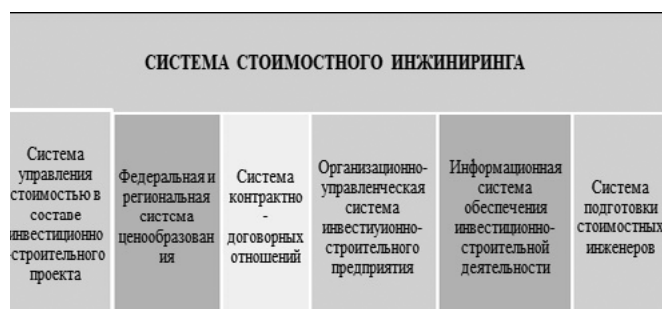 СИСТЕМА СТОИМОСТНОГО ИНЖИНИРИНГА
Система
управления
стоимостью в
составе
инвестиционно
-строительного
проекта
Федеральная и
региональная
систсма
ценообразован
ия
Система
контрактно
-
договорных
отношений
Организационно-
управленческая
система
инвестиуионно-
строительного
предприятия
Информационная
система
обеспечения
инвестиционно-
строительной
деятельности
Система
подготовки
стоимостных
инженеров